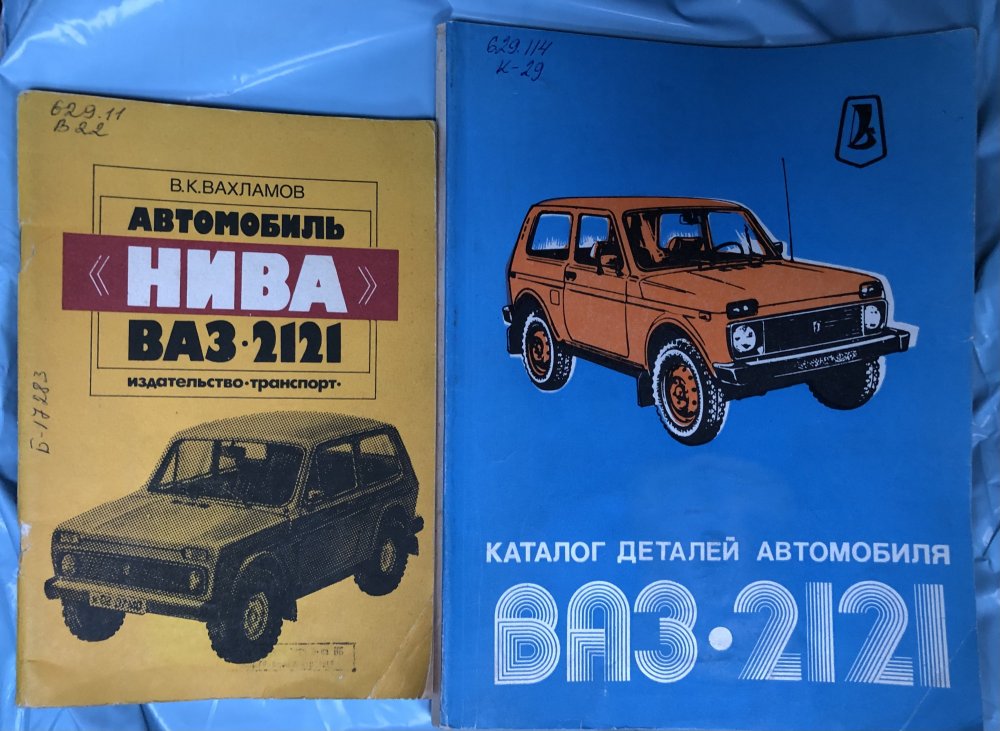 629.11
В22
В.К.ВАХЛАМОВ
АВТОМОБИЛЬ
«НИВА»
ВАЗ·2121
ИЗДАТЕЛЬСТВО·ТРАНСПОРТ·
Б-17283
629.114
К-29
КАТАЛОГ ДЕТАЛЕЙ АВТОМОБИЛЯ
ВАЗ·2121